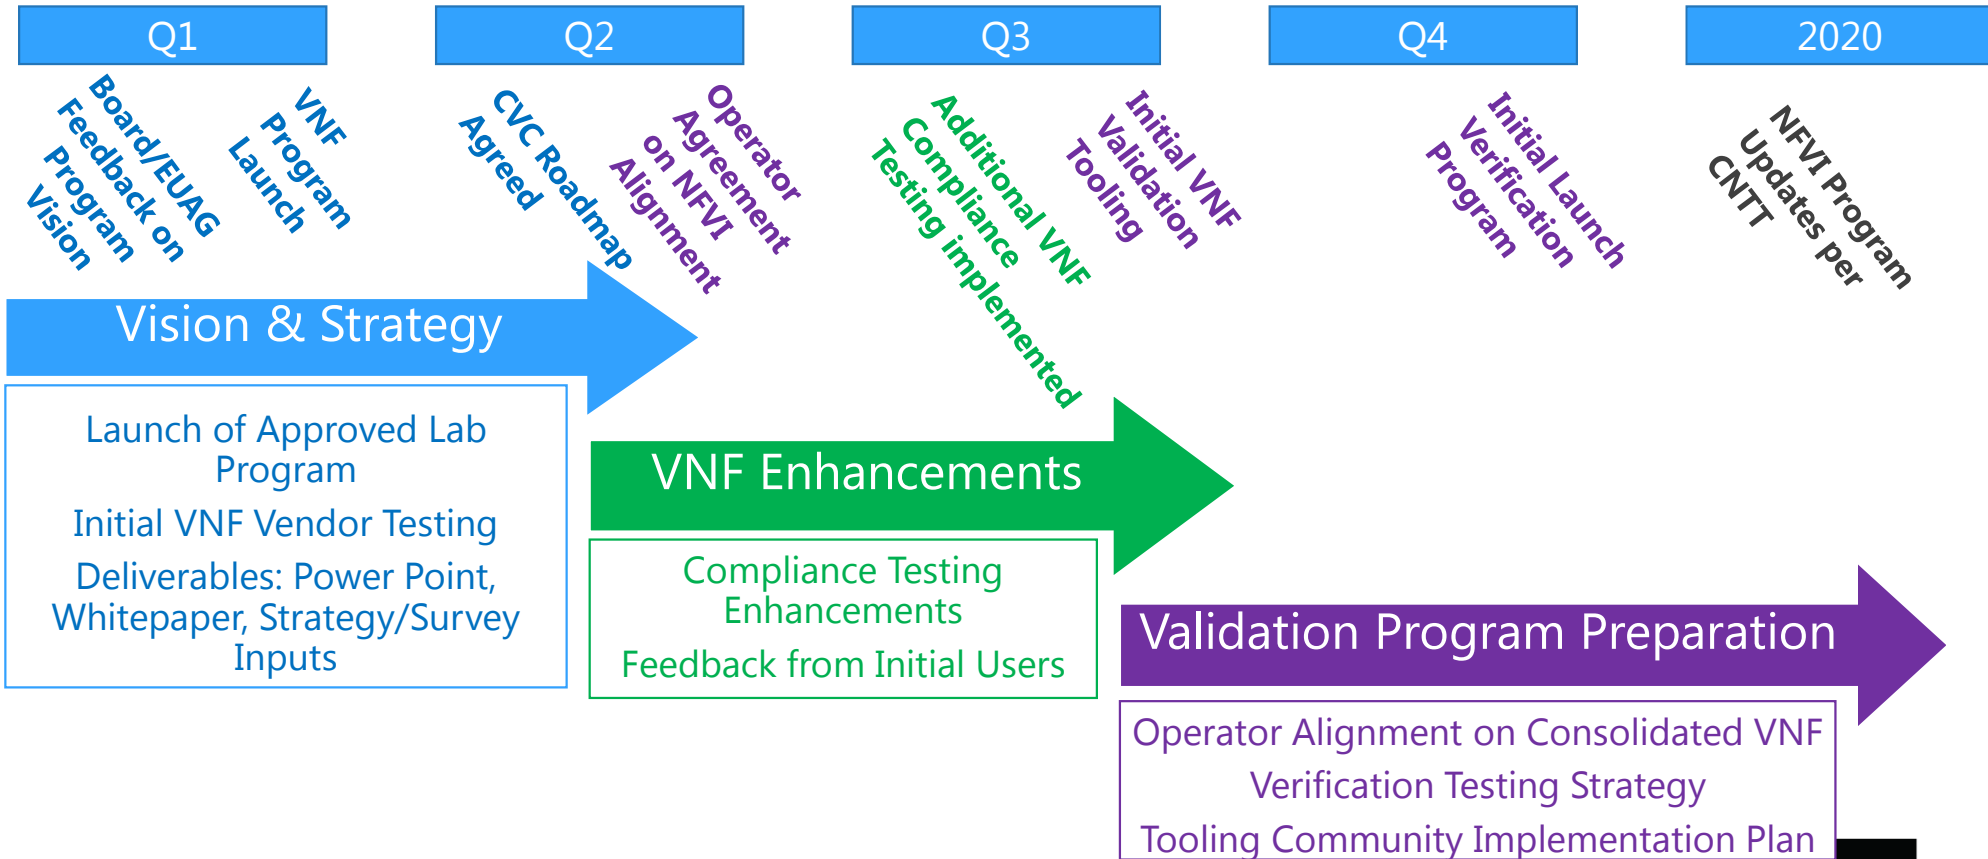 Q1
Q2
Q3
Q4
2020
Board/EUAG
Feedback on
Program
Vision
VNF
Program
Launch
CVC Roadmap
Agreed
Operator
Agreement
on NFVI
Alignment
Additional VNF
Compliance
Testing implemented
Initial VNF
Validation
Tooling
Initial Launch
Verification
Program
NFVI Program
Updates per
CNTT
Vision & Strategy
Launch of Approved Lab
Program
Initial VNF Vendor Testing
Deliverables: Power Point,
Whitepaper, Strategy/Survey
Inputs
VNF Enhancements
Compliance Testing
Enhancements
Feedback from Initial Users
Validation Program Preparation
Operator Alignment on Consolidated VNF
Verification Testing Strategy
Tooling Community Implementation Plan